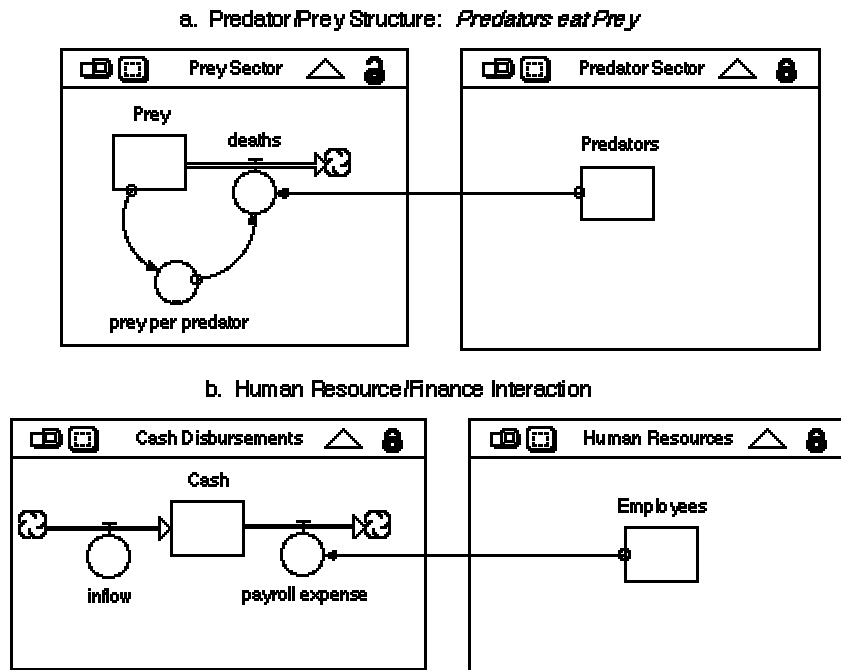 a. Predator/Prey Structure: Predators eat Prey
Prey Sector
Predator Sector
Prey
deaths
Predators
prey per predator
b. Human Resource/Finance Interaction
Cash Disbursements
Human Resources
Cash
Employees
inflow
payroll expense